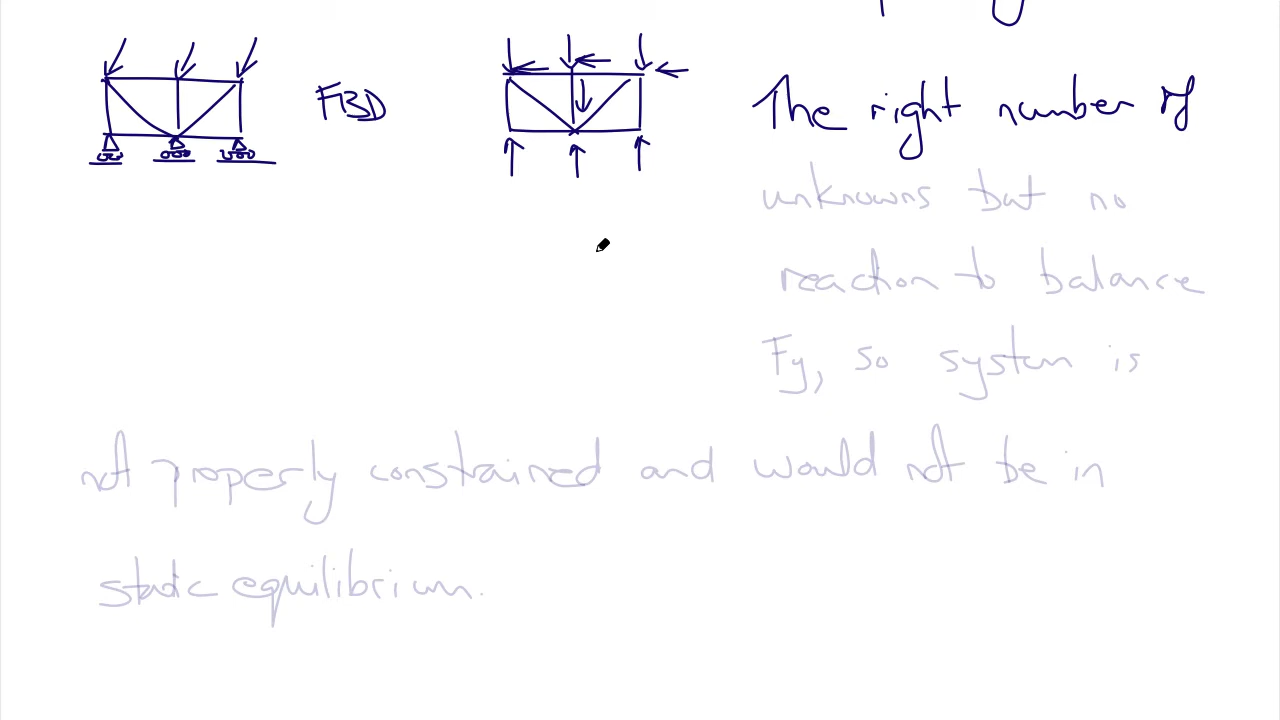 FBD
The right number of
unknowns but no
reaction to balance
Fy, so system is
not properly constrained and would not be in
static equilibrium.